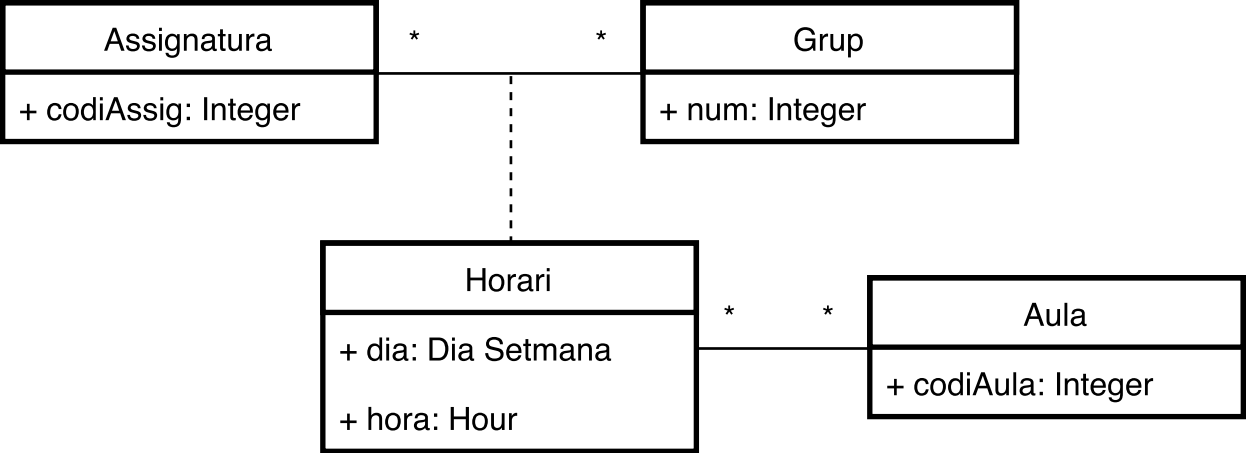 Assignatura
* *
Grup
+ codiAssig: Integer
+ num: Integer
Horari
+ dia: Dia Setmana
+ hora: Hour
* *
Aula
+ codiAula: Integer